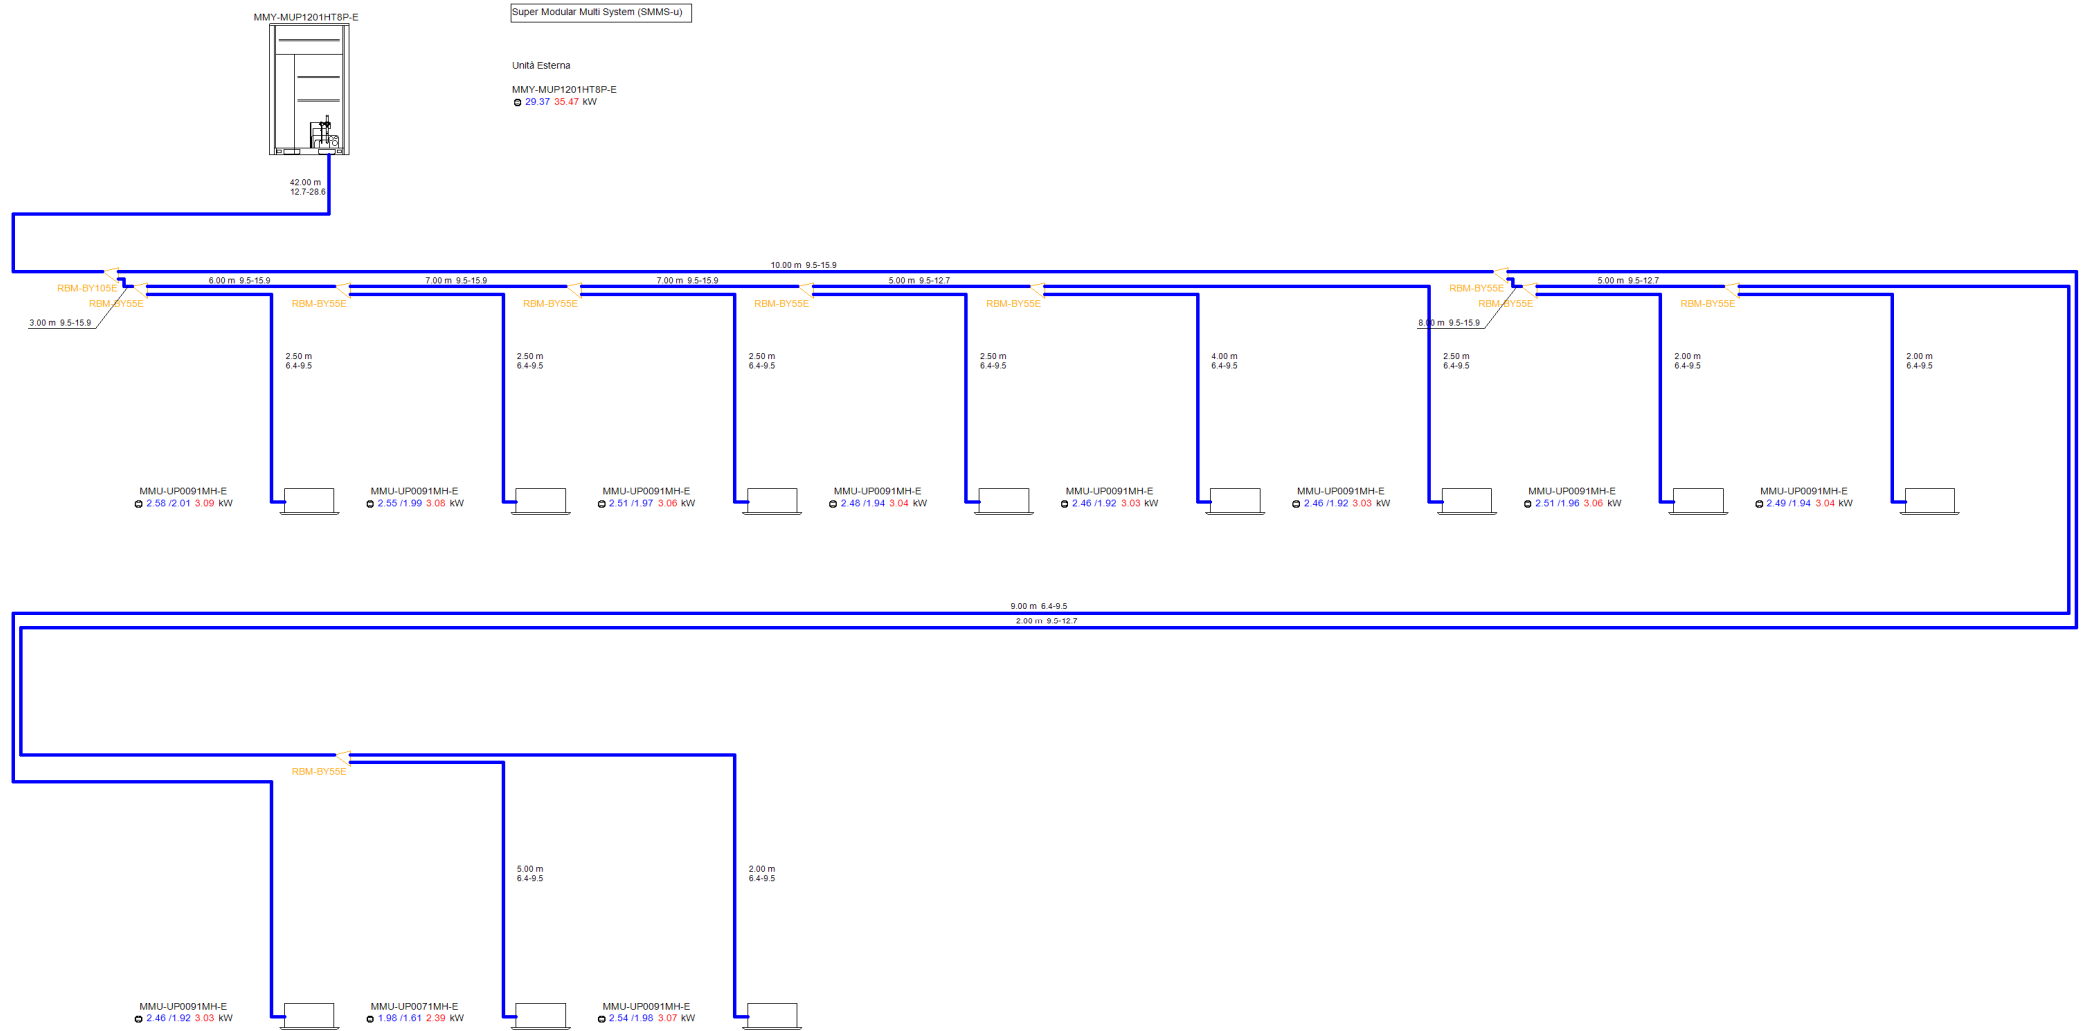 MMY-MUP1201HT8P-E
Super Modular Multi System (SMMS-u)
Unità Esterna
MMY-MUP1201HT8P-E
29.37 35.47 kW
42.00 m
12.7-28.6
10.00 m 9.5-15.9
6.00 m 9.5-15.9
7.00 m 9.5-15.9
7.00 m 9.5-15.9
5.00 m 9.5-12.7
5.00 m 9.5-12.7
RBM-BY105E
RBM-BY55E
RBM-BY55E
RBM-BY55E
RBM-BY55E
RBM-BY55E
RBM-BY55E
RBM-BY55E
RBM-BY55E
3.00 m 9.5-15.9
8.00 m 9.5-15.9
2.50 m
6.4-9.5
2.50 m
6.4-9.5
2.50 m
6.4-9.5
2.50 m
6.4-9.5
4.00 m
6.4-9.5
2.50 m
6.4-9.5
2.00 m
6.4-9.5
2.00 m
6.4-9.5
MMU-UP0091MH-E
2.58 /2.01 3.09 kW
MMU-UP0091MH-E
2.55 /1.99 3.08 kW
MMU-UP0091MH-E
2.51 /1.97 3.06 kW
MMU-UP0091MH-E
2.48 /1.94 3.04 kW
MMU-UP0091MH-E
2.46 /1.92 3.03 kW
MMU-UP0091MH-E
2.46 /1.92 3.03 kW
MMU-UP0091MH-E
2.51 /1.96 3.06 kW
MMU-UP0091MH-E
2.49 /1.94 3.04 kW
9.00 m 6.4-9.5
2.00 m 9.5-12.7
RBM-BY55E
5.00 m
6.4-9.5
2.00 m
6.4-9.5
MMU-UP0091MH-E
2.46 /1.92 3.03 kW
MMU-UP0071MH-E
1.98 /1.61 2.39 kW
MMU-UP0091MH-E
2.54 /1.98 3.07 kW